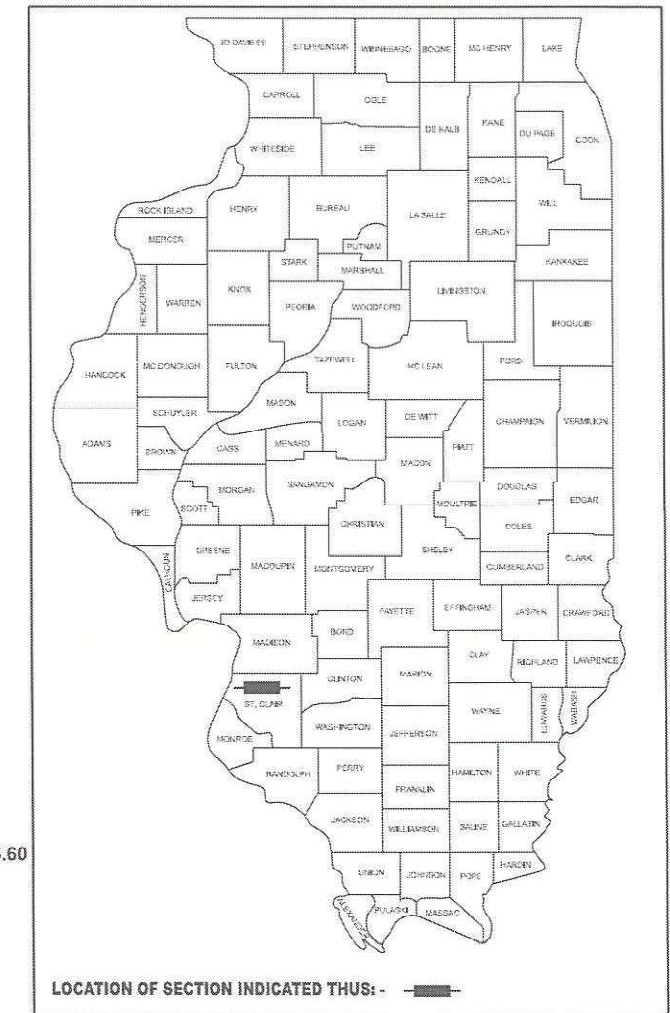 JO DAVIESS STEPHENSON WINNEBAGO BOONE MC HENRY LAKE
CARROLL OGLE DE KALB KANE DU PAGE COOK
WHITESIDE LEE
KENDALL
ROCK ISLAND HENRY BUREAU LA SALLE WILL
MERCER PUTNAM GRUNDY
STARK MARSHALL KANKAKEE
HENDERSON WARREN KNOX PEORIA WOODFORD LIVINGSTON IROQUOIS
HANCOCK MC DONOUGH FULTON TAZEWELL MC LEAN FORD
MASON
SCHUYLER LOGAN DE WITT CHAMPAIGN VERMILION
ADAMS BROWN CASS MENARD MACON PIATT
MORGAN SANGAMON DOUGLAS EDGAR
PIKE SCOTT CHRISTIAN MOULTRIE COLES
GREENE MACOUPIN MONTGOMERY SHELBY CUMBERLAND CLARK
CALHOUN JERSEY FAYETTE EFFINGHAM JASPER CRAWFORD
MADISON BOND
CLAY RICHLAND LAWRENCE
CLINTON MARION
ST. CLAIR WAYNE EDWARDS WABASH
WASHINGTON JEFFERSON
MONROE
RANDOLPH PERRY HAMILTON WHITE
FRANKLIN
JACKSON WILLIAMSON SALINE GALLATIN
UNION JOHNSON POPE HARDIN
ALEXANDER PULASKI MASSAC
.60
LOCATION OF SECTION INDICATED THUS: -